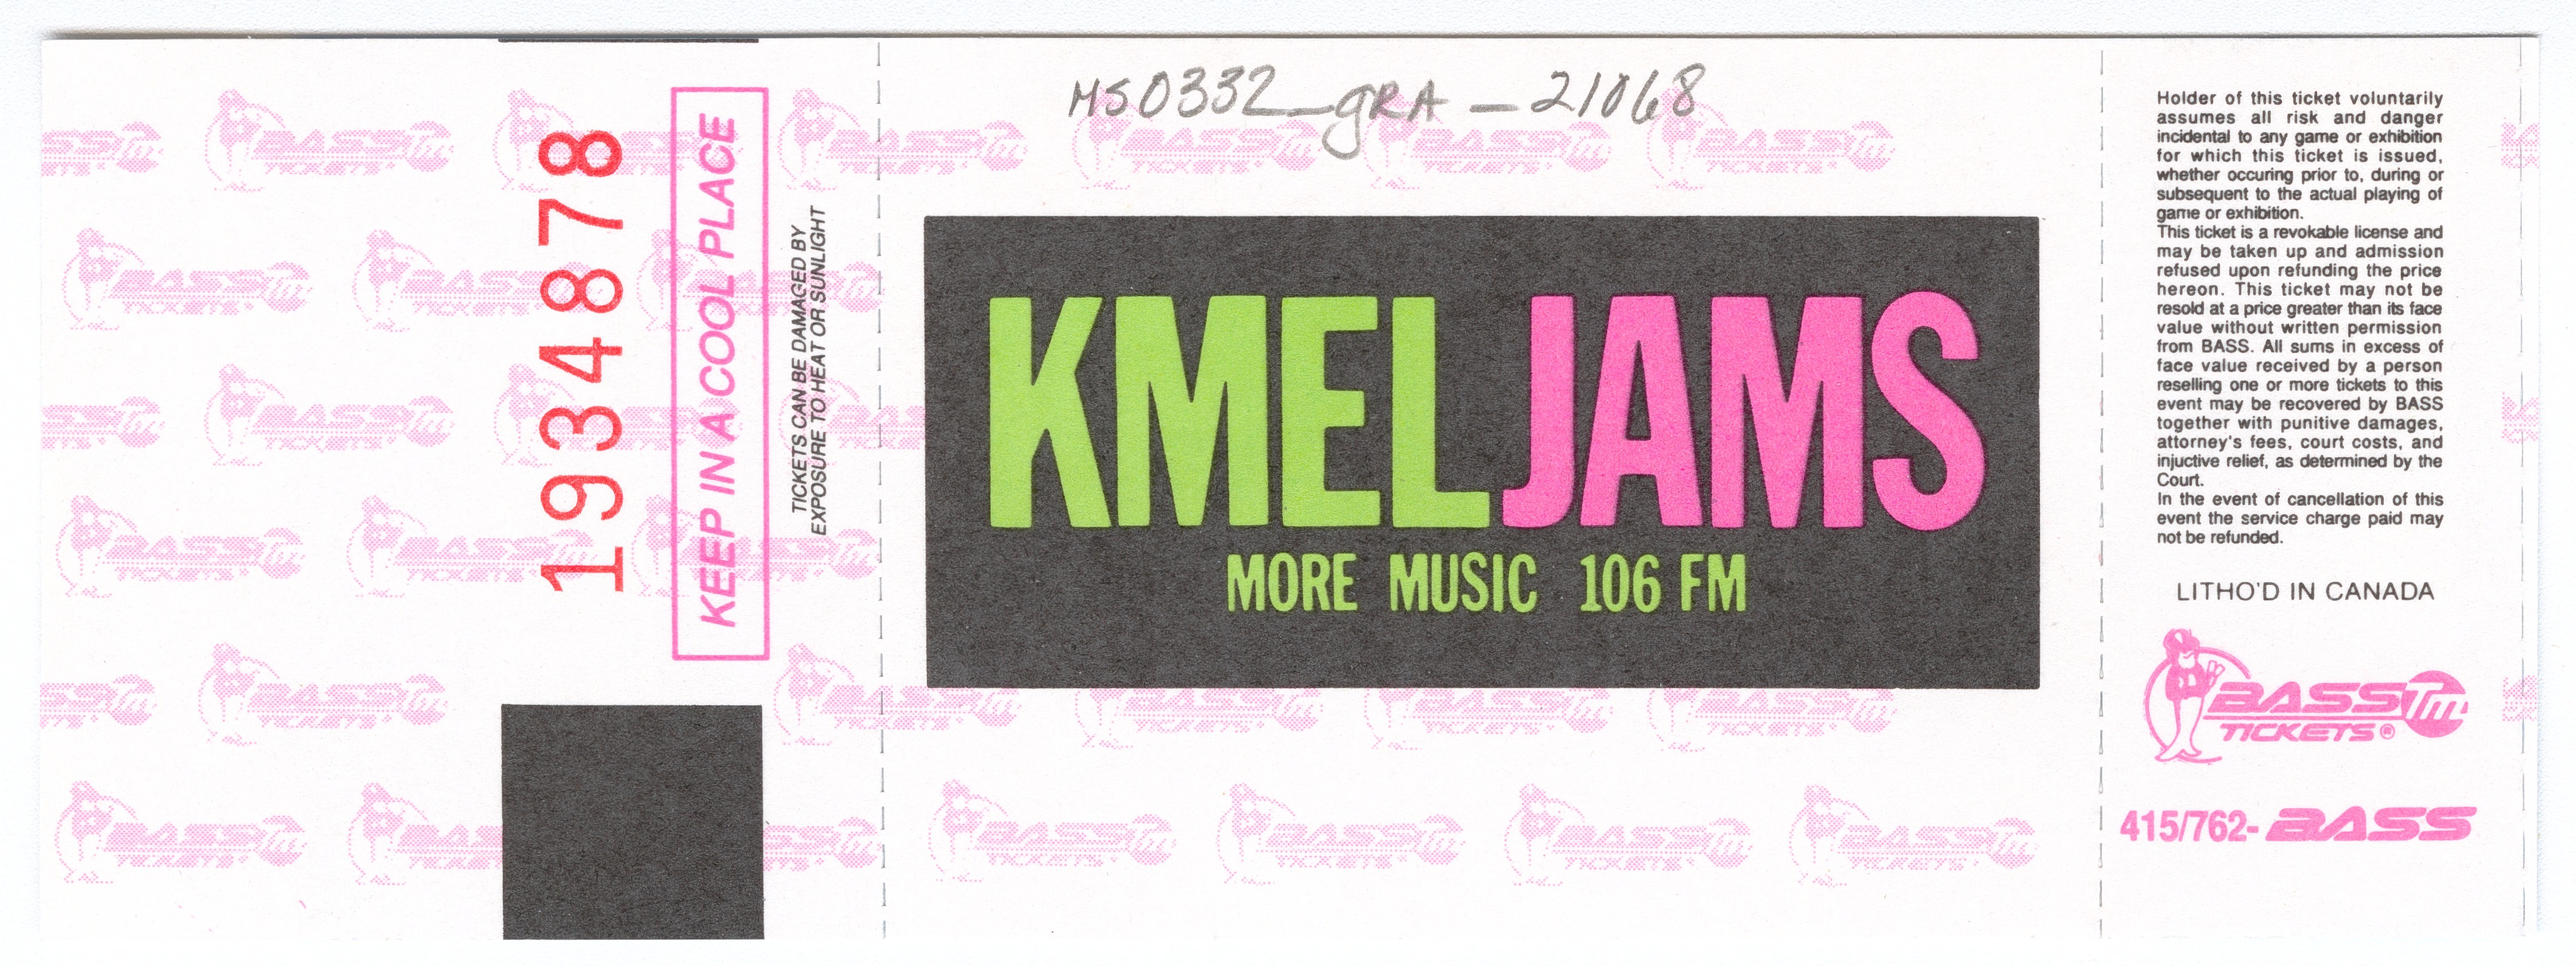 1934878
KEEP IN A COOL PLACE
TICKETS CAN BE DAMAGED BY
EXPOSURE TO HEAT OR SUNLIGHT
MS0332_GRA_21068
KMELJAMS
MORE MUSIC 106 FM
Holder of this ticket voluntarily
assumes all risk and danger
incidental to any game or exhibition
for which this ticket is issued,
whether occuring prior to, during or
subsequent to the actual playing of
game or exhibition.
This ticket is a revokable license and
may be taken up and admission
refused upon refunding the price
hereon. This ticket may not be
resold at a price greater than its face
value without written permission
from BASS. All sums in excess of
face value received by a person
reselling one or more tickets to this
event may be recovered by BASS
together with punitive damages,
attorney's fees, court costs, and
injuctive relief, as determined by the
Court.
In the event of cancellation of this
event the service charge paid may
not be refunded.
LITHO'D IN CANADA
BASS Tm
TICKETS®
415/762-BASS